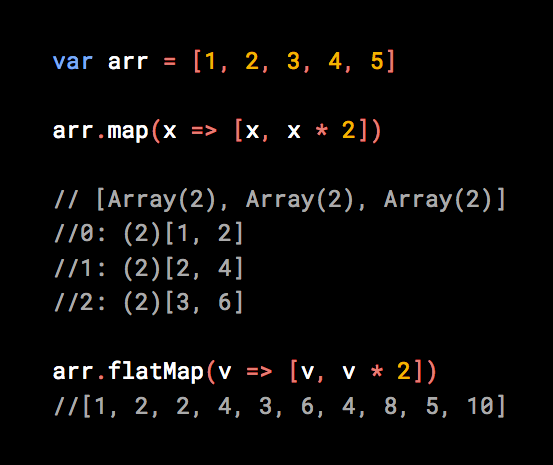 var arr = [1, 2, 3, 4, 5]
arr.map(x => [x, x * 2])
// [Array(2), Array(2), Array(2)]
//0: (2)[1, 2]
//1: (2)[2, 4]
//2: (2)[3, 6]
arr.flatMap(v => [v, v * 2])
//[1, 2, 2, 4, 3, 6, 4, 8, 5, 10]